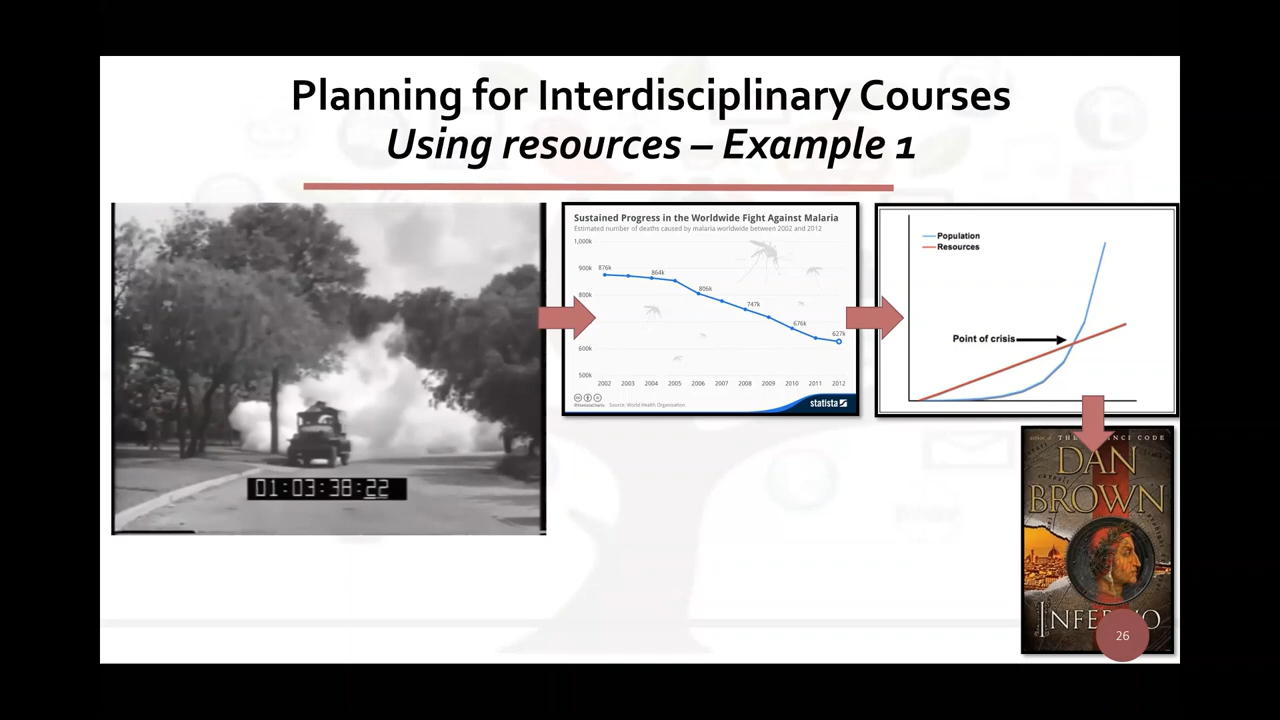 Planning for Interdisciplinary Courses
Using resources – Example 1
01:03:38:22
Sustained Progress in the Worldwide Fight Against Malaria
Estimated number of deaths caused by malaria worldwide between 2002 and 2012
1,000k
900k
800k
600k
500k
876k
864k
806k
747k
676k
627k
2002 2003 2004 2005 2006 2007 2008 2009 2010 2011 2012
Source: World Health Organisation
statista
Population
Resources
Point of crisis
DAN
BROWN
26